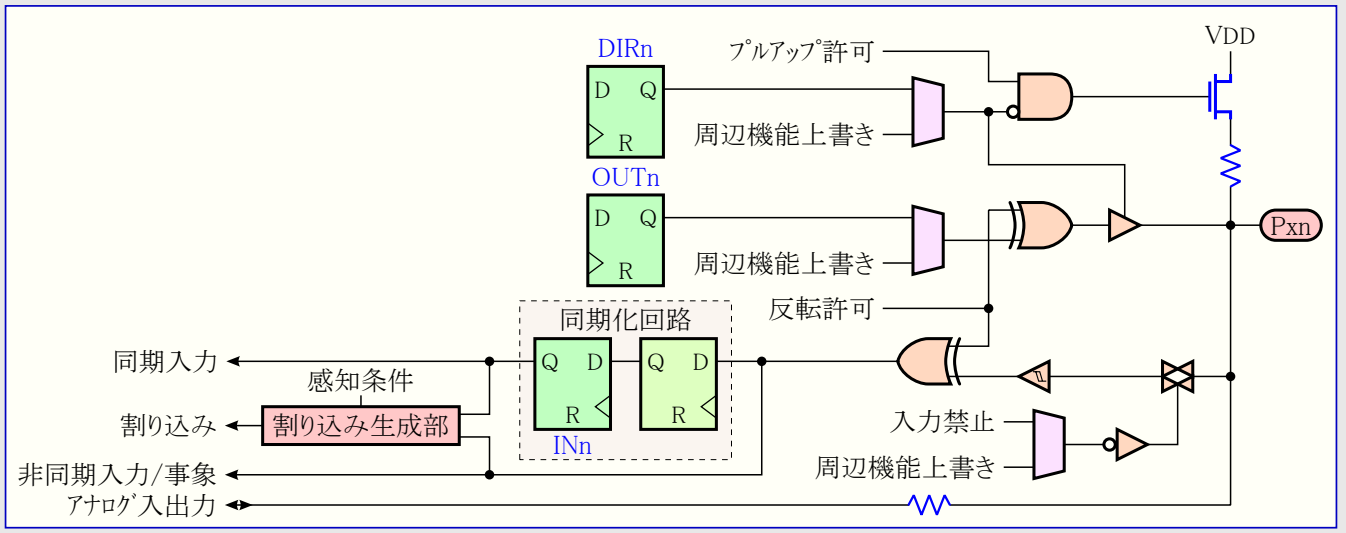 VDD
DIRn
プルアップ許可
D Q
R
周辺機能上書き
OUTn
D Q
R
周辺機能上書き
Pxn
反転許可
同期化回路
同期入力
Q D
R
Q D
R
INn
感知条件
割り込み
割り込み生成部
入力禁止
周辺機能上書き
非同期入力/事象
アナログ入出力